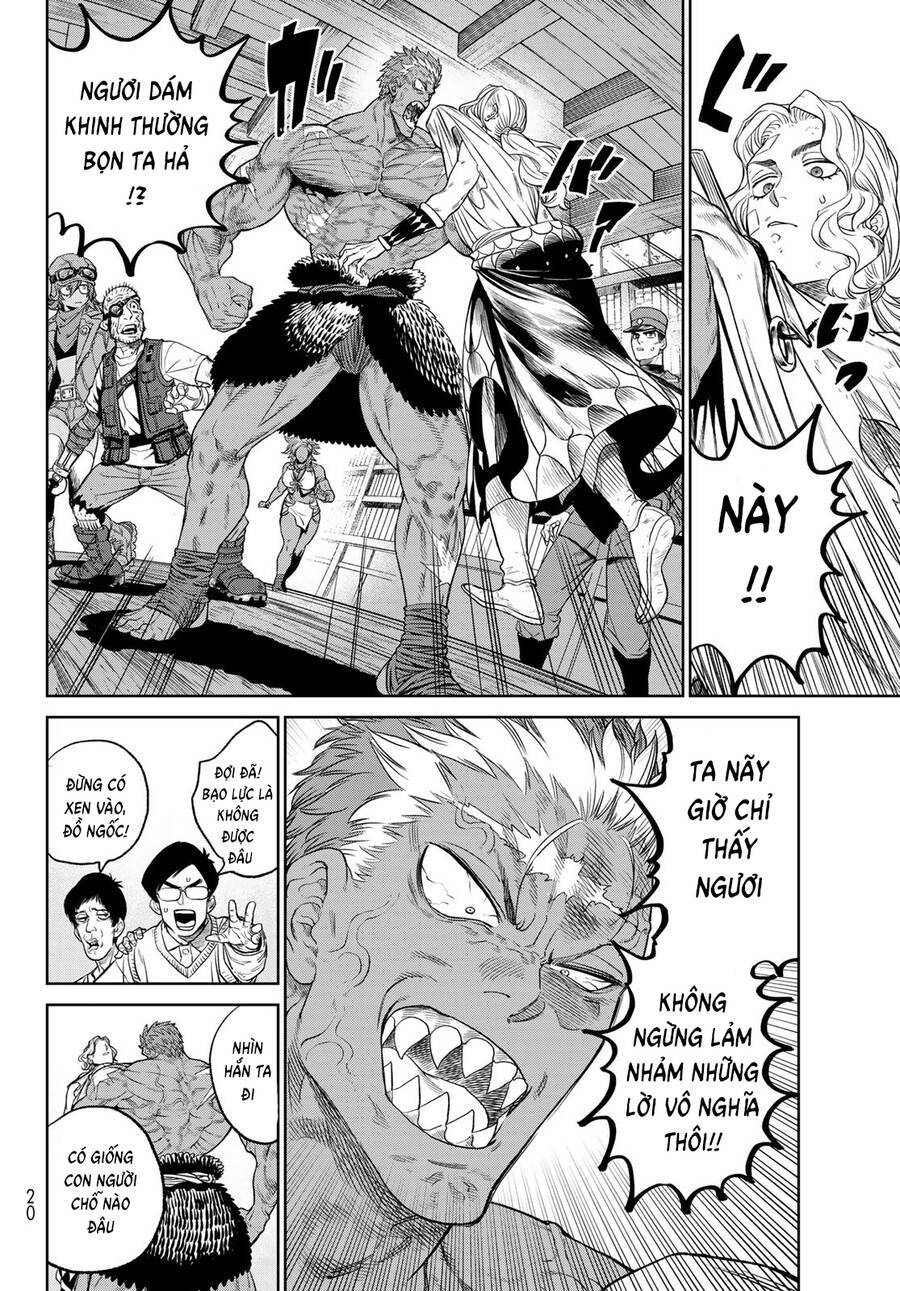 NÀY
!!
NGƯƠI DÁM
KHINH THƯỜNG
BỌN TA HẢ
!?
TA NÃY
GIỜ CHỈ
THẤY
NGƯƠI
KHÔNG
NGỪNG LẢM
NHẢM NHỮNG
LỜI VÔ NGHĨA
THÔI!!
ĐỢI ĐÃ!
BẠO LỰC LÀ
KHÔNG
ĐƯỢC
ĐÂU
ĐỪNG CÓ
XEN VÀO,
ĐỒ NGỐC!
NHÌN
HẮN TA
ĐI
CÓ GIỐNG
CON NGƯỜI
CHỖ NÀO
ĐÂU
20